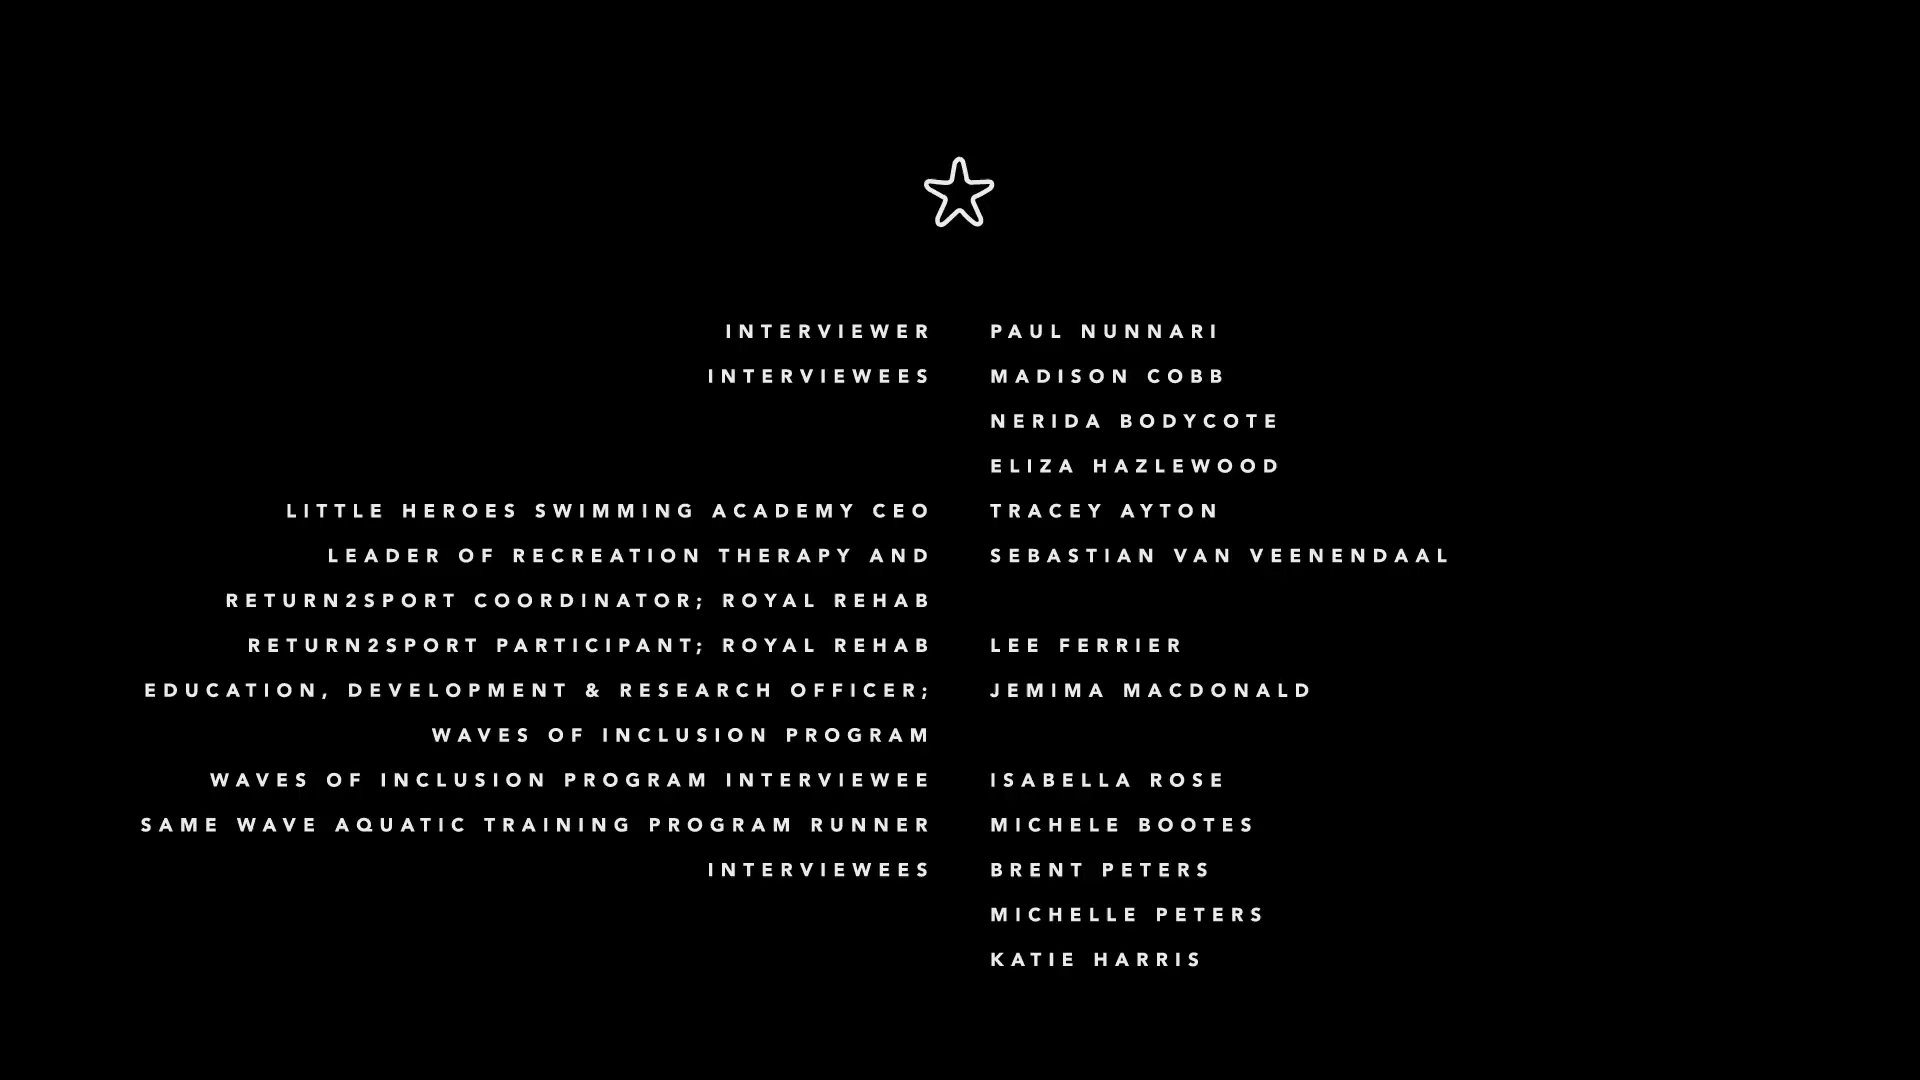 INTERVIEWER PAUL NUNNARI
INTERVIEWEES MADISON COBB
NERIDA BODYCOTE
ELIZA HAZLEWOOD
LITTLE HEROES SWIMMING ACADEMY CEO TRACEY AYTON
LEADER OF RECREATION THERAPY AND SEBASTIAN VAN VEENENDAAL
RETURN2SPORT COORDINATOR; ROYAL REHAB
RETURN2SPORT PARTICIPANT; ROYAL REHAB LEE FERRIER
EDUCATION, DEVELOPMENT & RESEARCH OFFICER; JEMIMA MACDONALD
WAVES OF INCLUSION PROGRAM
WAVES OF INCLUSION PROGRAM INTERVIEWEE ISABELLA ROSE
SAME WAVE AQUATIC TRAINING PROGRAM RUNNER MICHELE BOOTES
INTERVIEWEES BRENT PETERS
MICHELLE PETERS
KATIE HARRIS